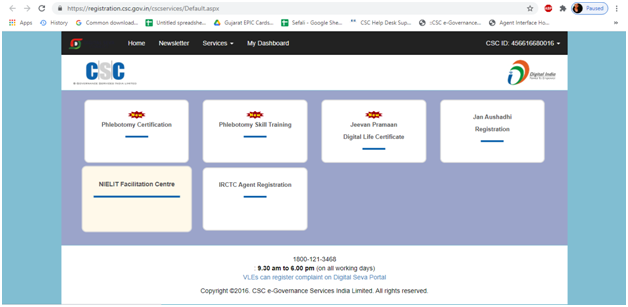 https://registration.csc.gov.in/cscservices/Default.aspx
Paused
Apps History Common download... Untitled spreadshe... Gujarat EPIC Cards... Sefali - Google She... CSC Help Desk Sup... ::CSC e-Governance... Agent Interface Ho...
Home Newsletter Services My Dashboard CSC ID: 456616680016
CSC
E-GOVERNANCE SERVICES INDIA LIMITED
Digital India
New
Phlebotomy Certification
New
Phlebotomy Skill Training
New
Jeevan Pramaan
Digital Life Certificate
Jan Aushadhi
Registration
NIELIT Facilitation Centre
IRCTC Agent Registration
1800-121-3468
: 9.30 am to 6.00 pm (on all working days)
VLEs can register complaint on Digital Seva Portal
Copyright ©2016. CSC e-Governance Services India Limited. All rights reserved.